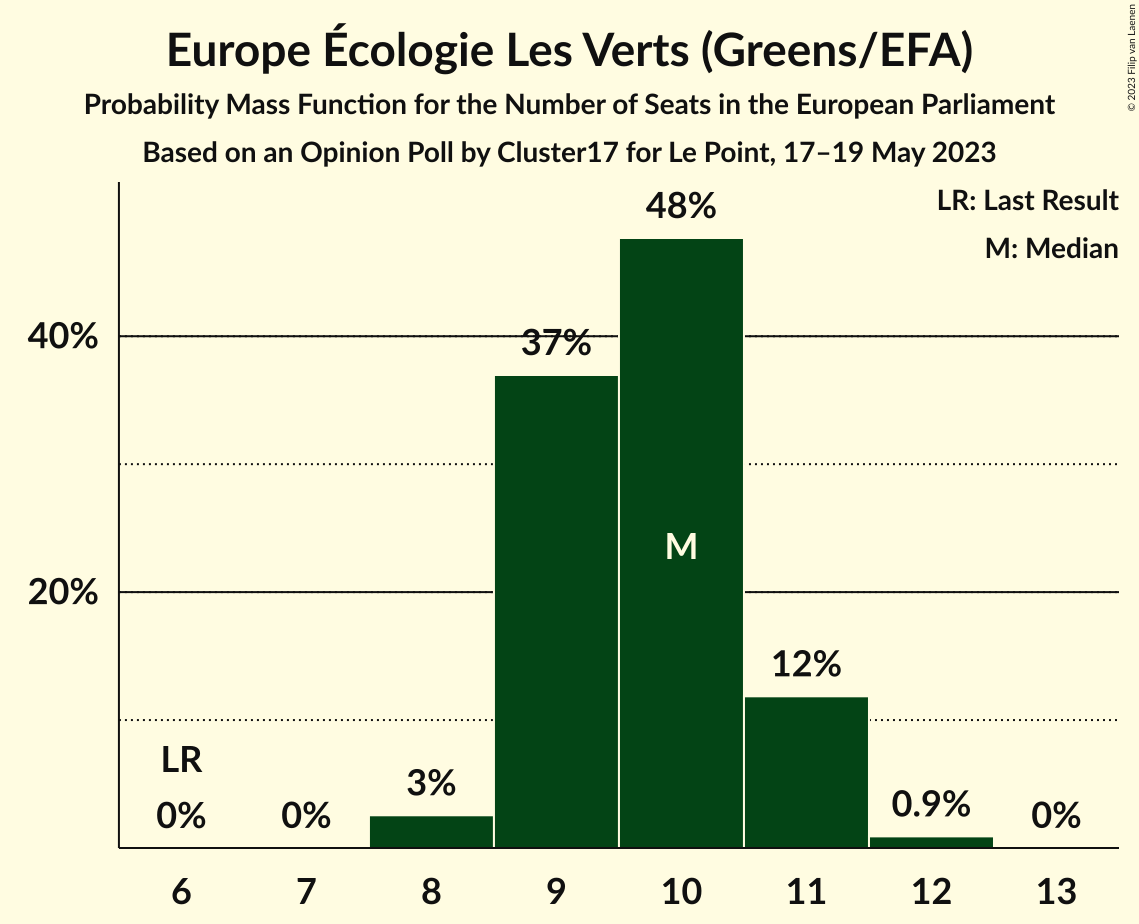 Europe Écologie Les Verts (Greens/EFA)
Probability Mass Function for the Number of Seats in the European Parliament
Based on an Opinion Poll by Cluster17 for Le Point, 17–19 May 2023
© 2023 Filip van Laenen
LR: Last Result
M: Median
48%
40%
37%
M
20%
12%
LR
3%
0.9%
0%
0%
0%
6 7 8 9 10 11 12 13